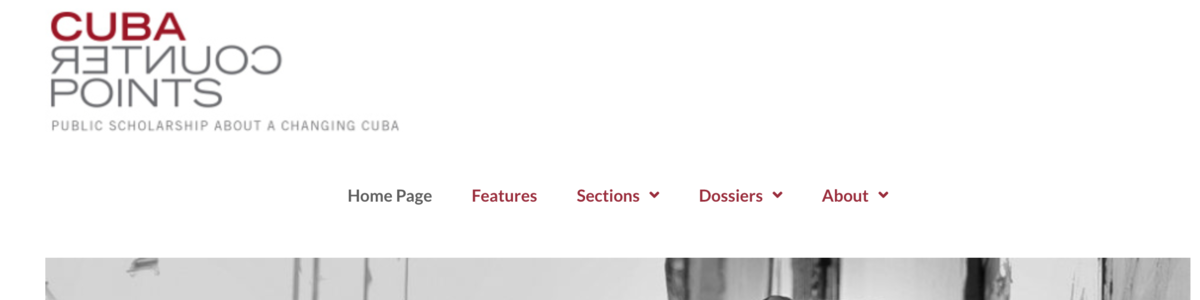 CUBA
COUNTER
POINTS
PUBLIC SCHOLARSHIP ABOUT A CHANGING CUBA
Home Page Features Sections Dossiers About